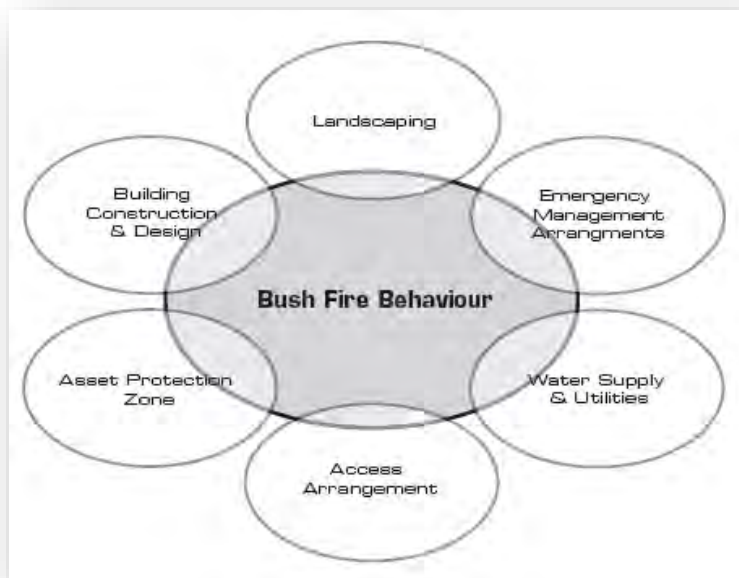 Landscaping
Building
Construction
& Design
Emergency
Management
Arrangments
Bush Fire Behaviour
Asset Protection
Zone
Water Supply
& Utilities
Access
Arrangement